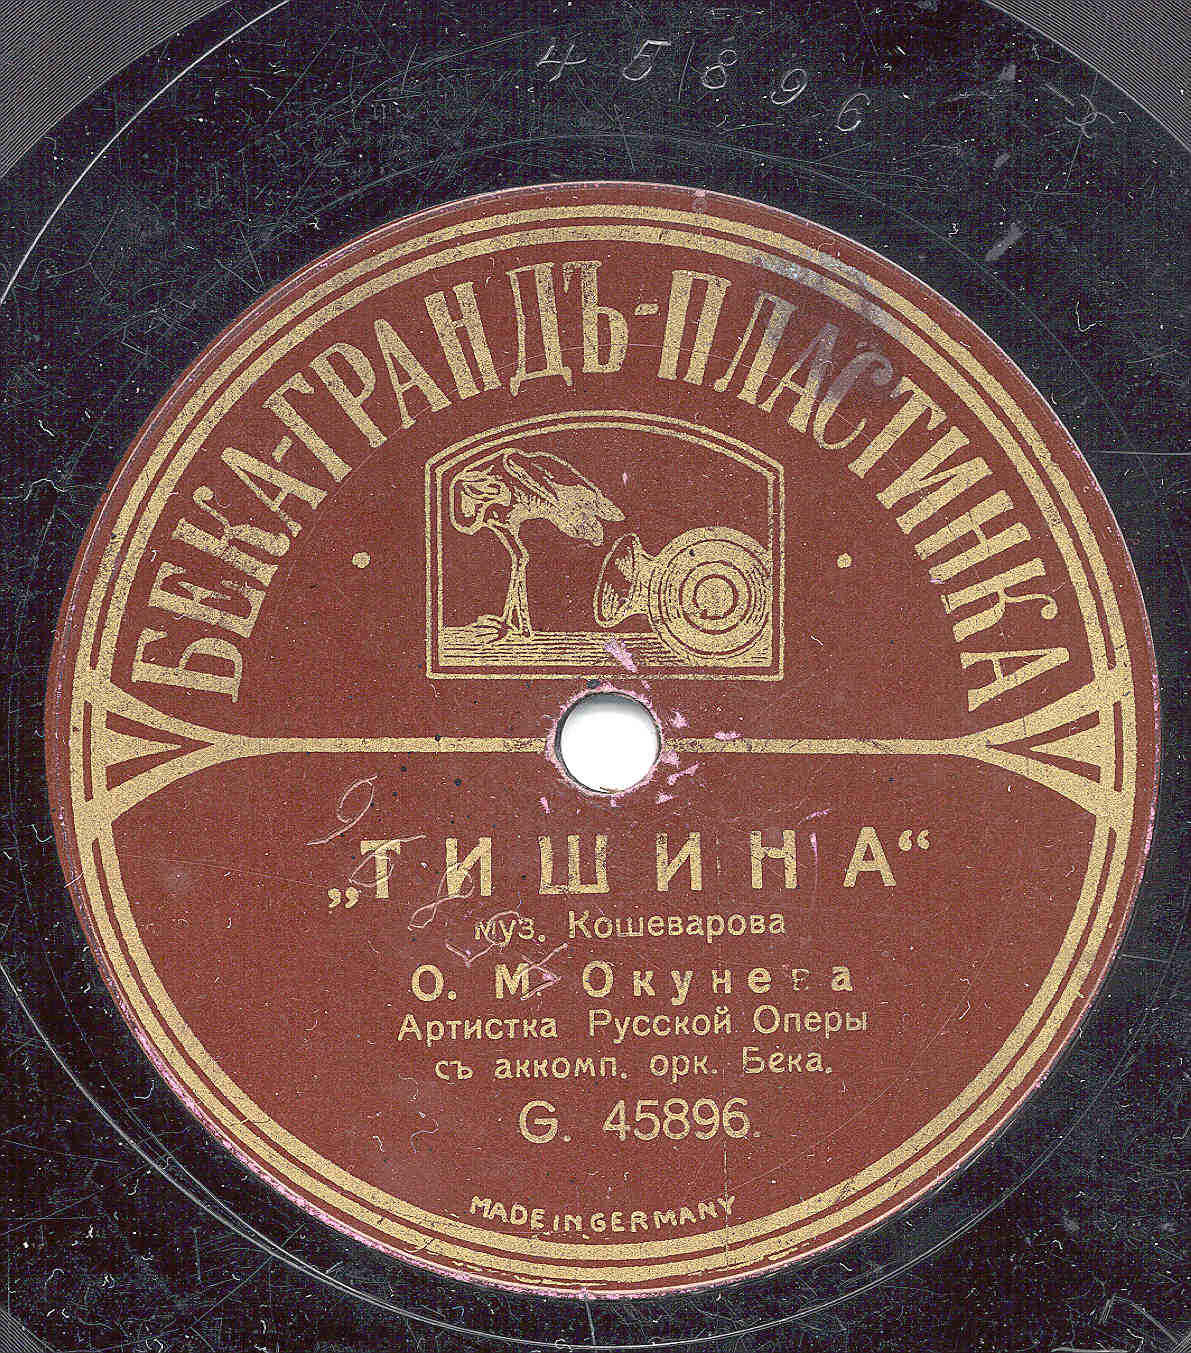 45896
БЕКА-ГРАНДЪ-ПЛАСТИНКА
„ТИШИНА“
муз. Кошеварова
О. М. Окунева
Артистка Русской Оперы
съ аккомп. орк. Бека.
G. 45896.
MADE IN GERMANY